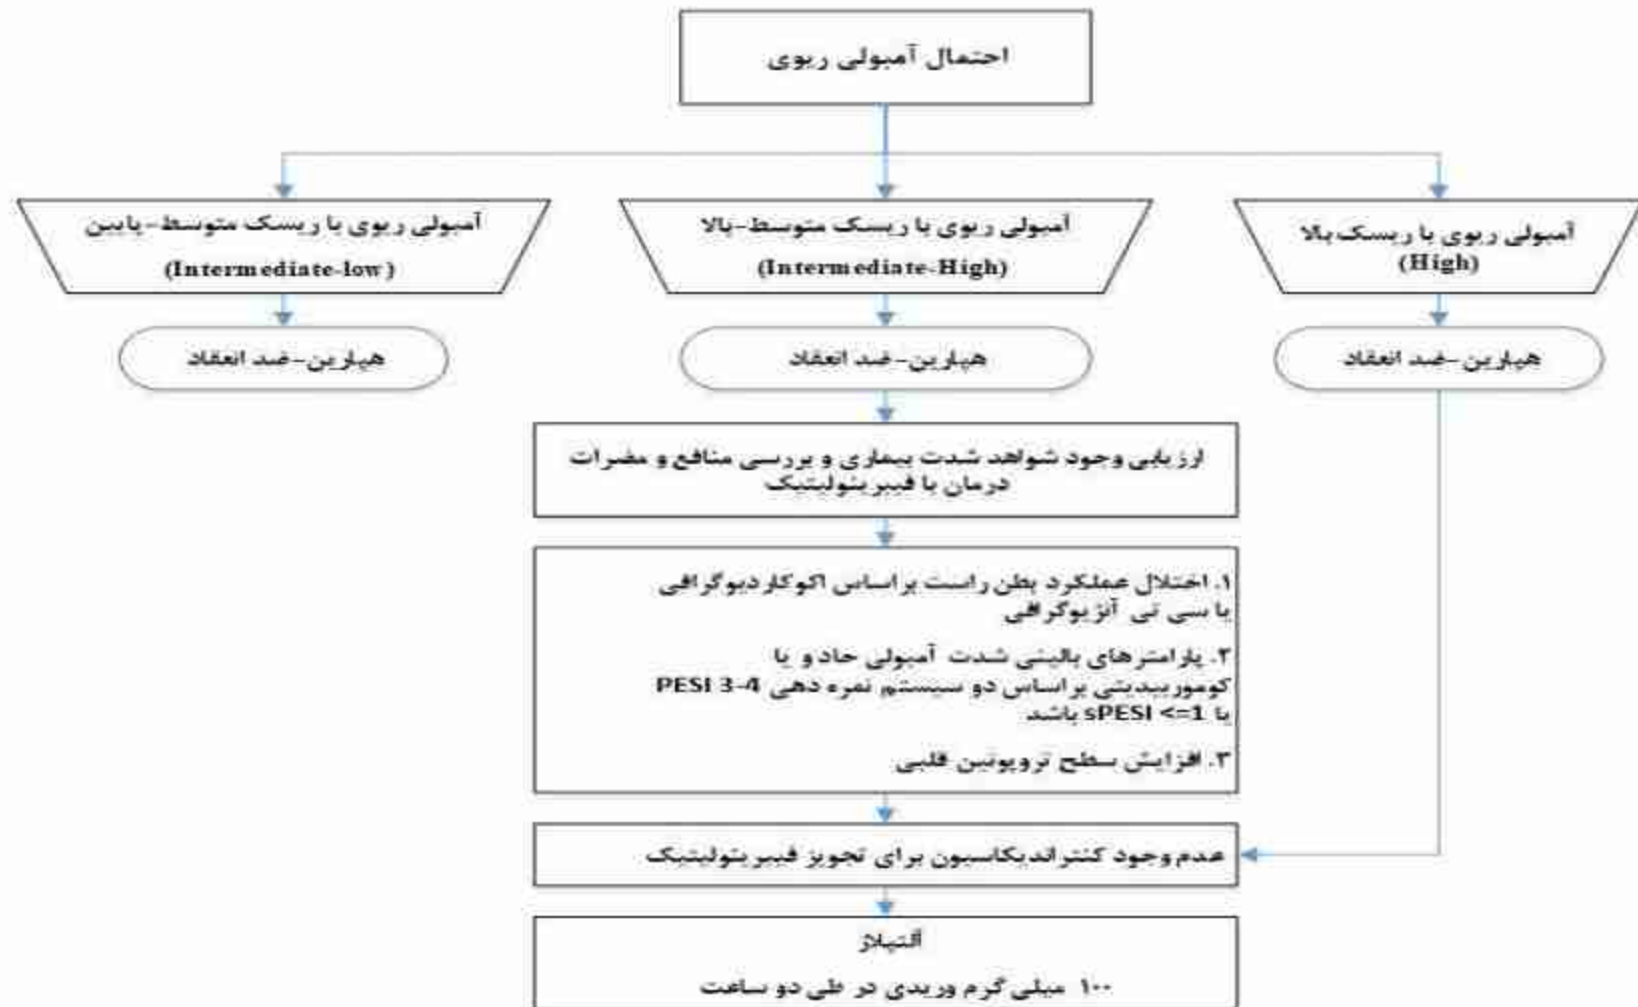 احتمال آمبولی ریوی
آمبولی ریوی با ریسک بالا
(High)
آمبولی ریوی با ریسک متوسط-بالا
(Intermediate-High)
آمبولی ریوی با ریسک متوسط-پایین
(Intermediate-low)
هپارین-ضد انعقاد
هپارین-ضد انعقاد
هپارین-ضد انعقاد
ارزیابی وجود شواهد شدت بیماری و بررسی منافع و مضرات
درمان با فیبرینولیتیک
۱. اختلال عملکرد بطن راست براساس اکوکاردیوگرافی
یا سی تی آنژیوگرافی
۲. پارامترهای بالینی شدت آمبولی حاد و یا
کوموربیدیتی براساس دو سیستم نمره دهی PESI 3-4
یا sPESI <=1 باشد
۳. افزایش سطح تروپونین قلبی
عدم وجود کنتراندیکاسیون برای تجویز فیبرینولیتیک
آلتپلاز
۱۰۰ میلی گرم وریدی در طی دو ساعت